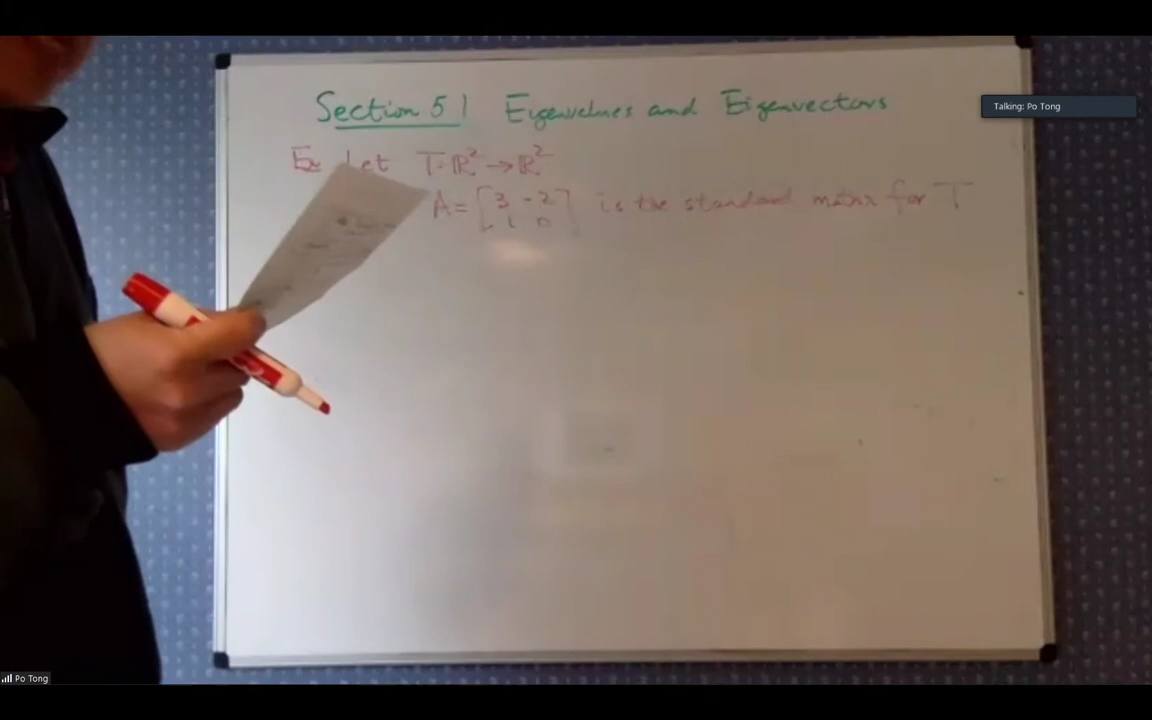 Talking: Po Tong
Section 5.1 Eigenvalues and Eigenvectors
Ex Let T: ℝ² → ℝ²
A = [3 -2
1 0] is the standard matrix for T
Po Tong